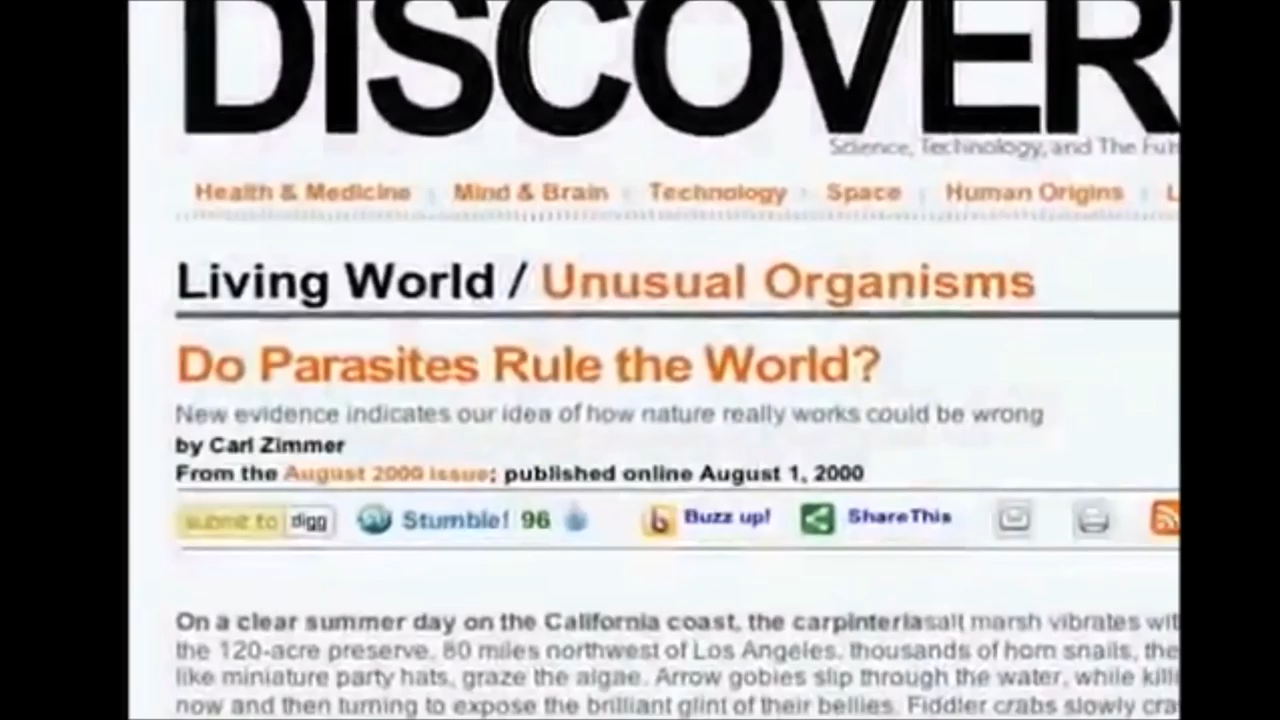 DISCOVER
Science, Technology, and The
Health & Medicine Mind & Brain Technology Space Human Origins
Living World / Unusual Organisms
Do Parasites Rule the World?
New evidence indicates our idea of how nature really works could be wrong
by Carl Zimmer
From the August 2000 issue; published online August 1, 2000
submit to digg Stumble! 96 Buzz up! ShareThis
On a clear summer day on the California coast, the carpinteria salt marsh vibrates
the 120-acre preserve, 80 miles northwest of Los Angeles, thousands of horn snails, the
like miniature party hats, graze the algae. Arrow gobies slip through the water, while
now and then turning to expose the brilliant glint of their bellies. Fiddler crabs slowly